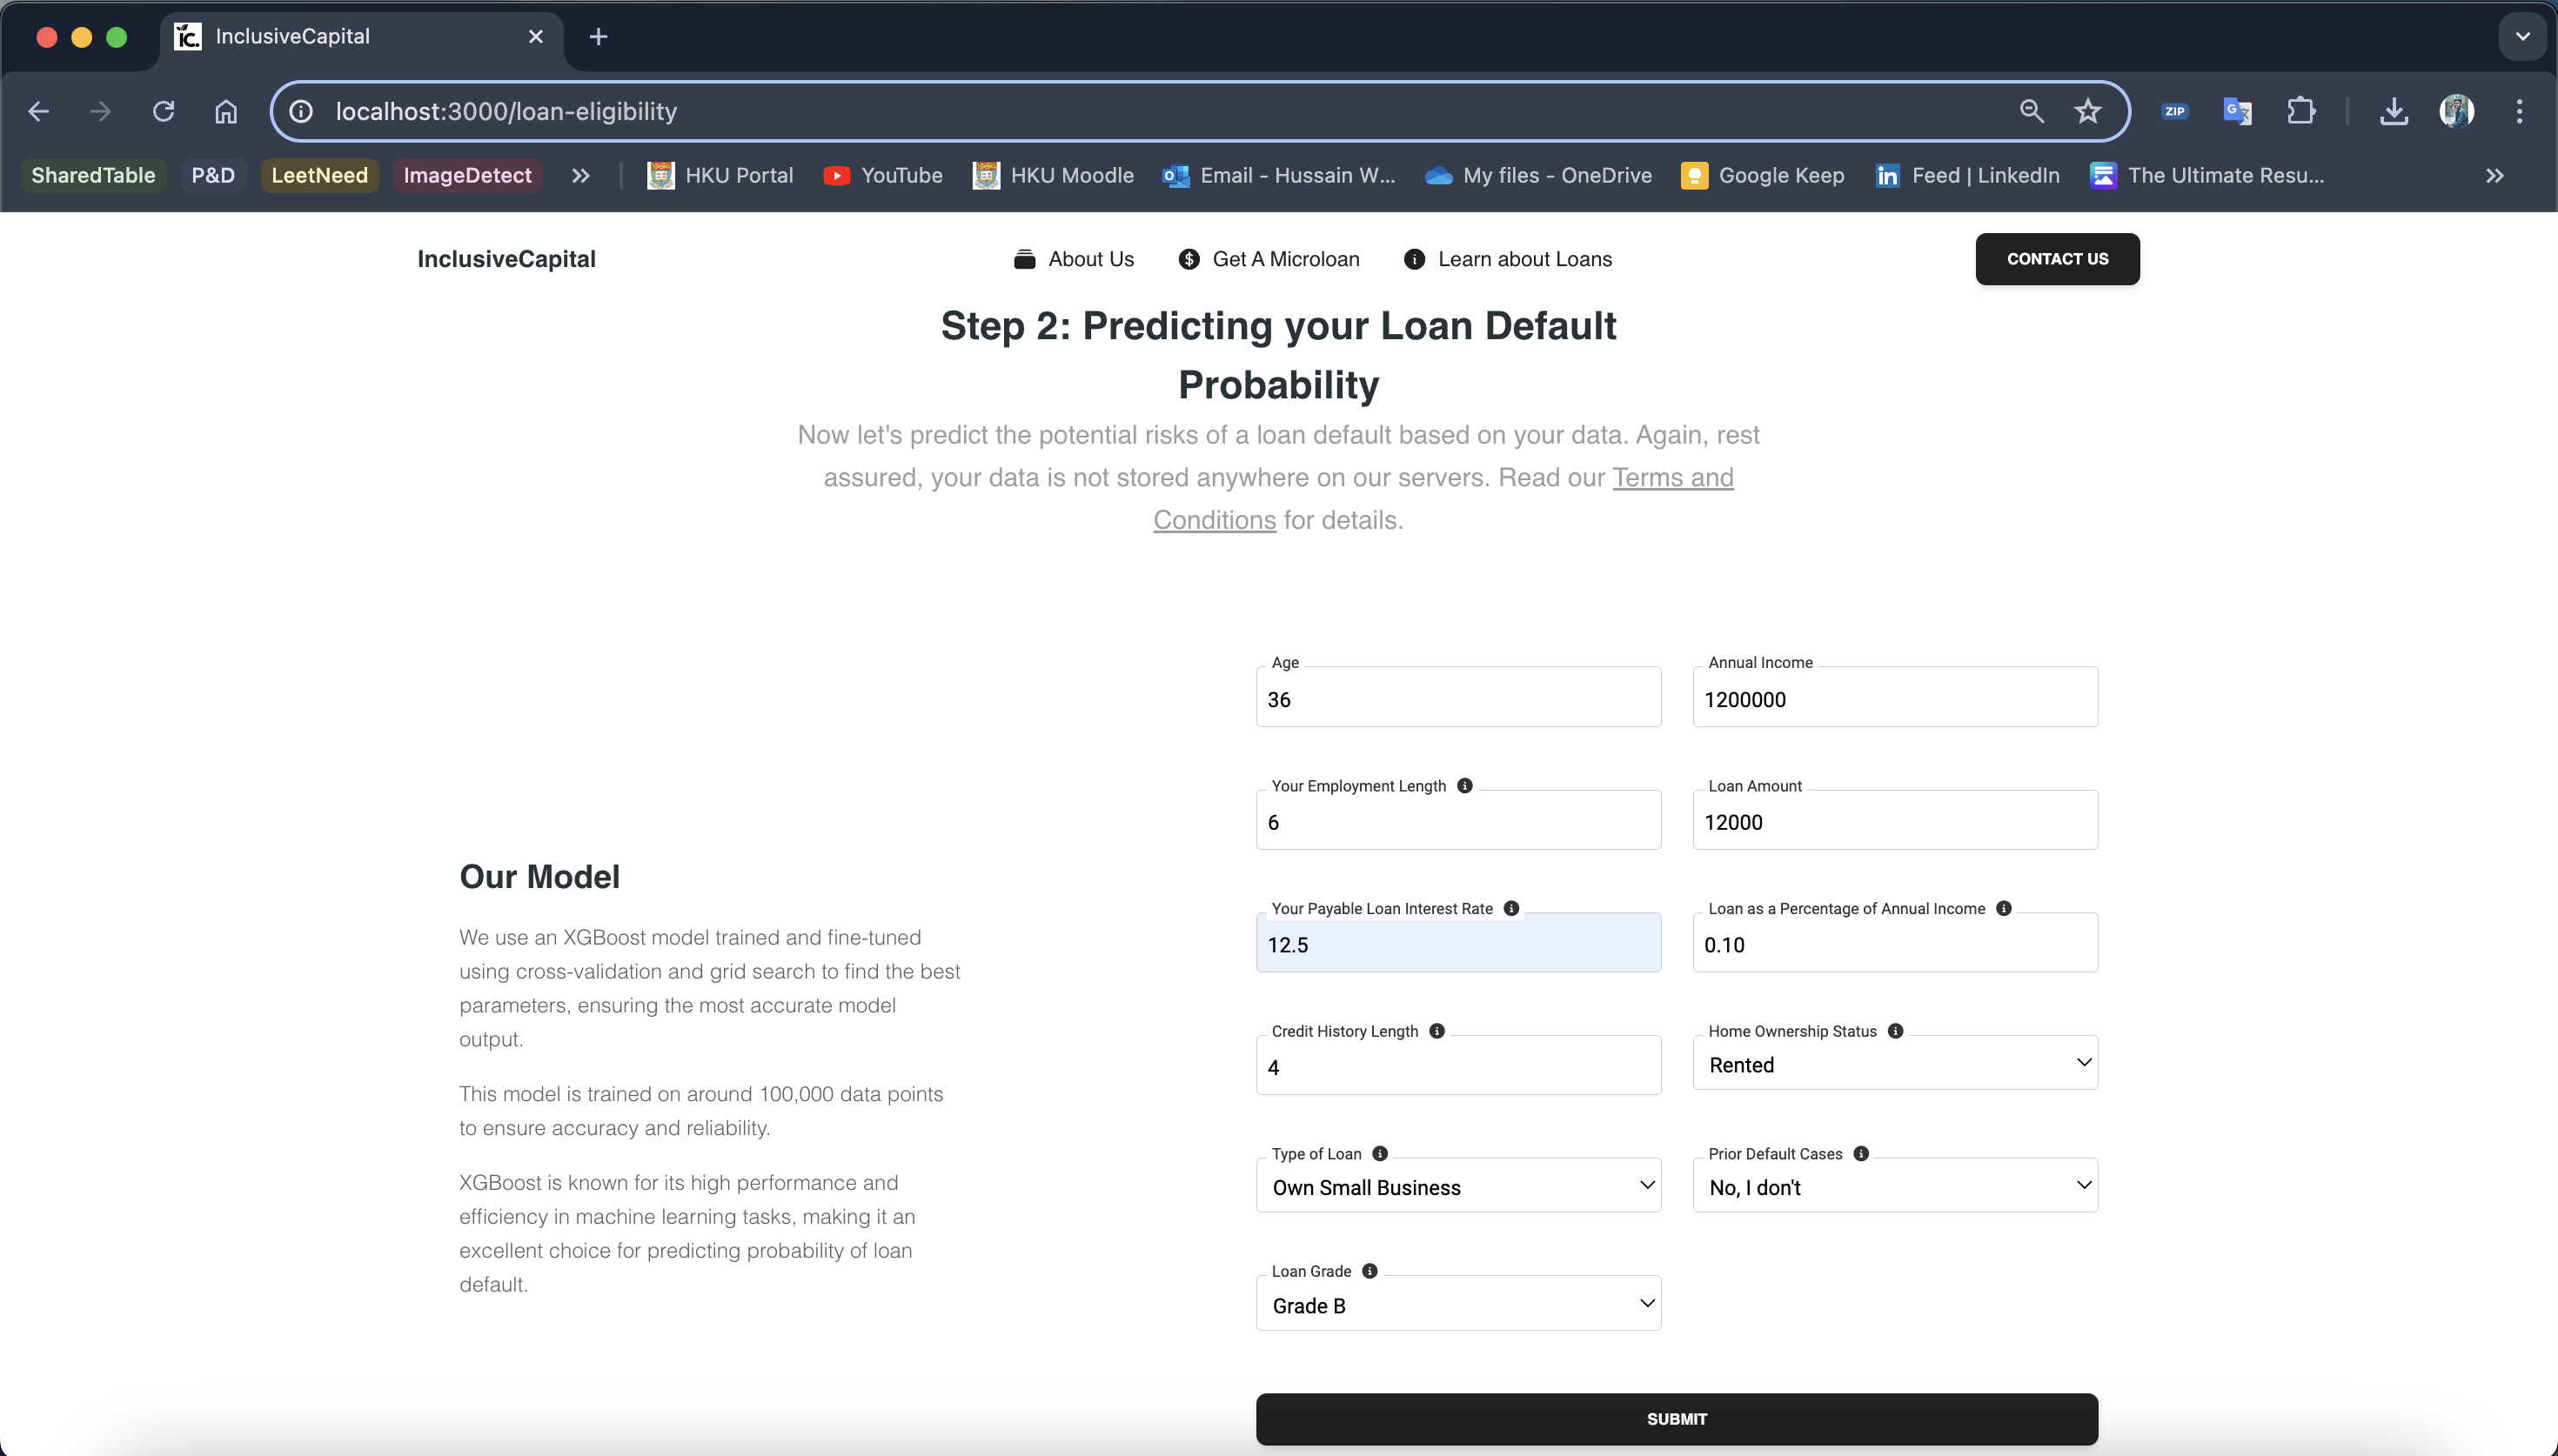 InclusiveCapital
localhost:3000/loan-eligibility
ZIP
SharedTable P&D LeetNeed ImageDetect HKU Portal YouTube HKU Moodle Email - Hussain W... My files - OneDrive Google Keep Feed | LinkedIn The Ultimate Resu...
InclusiveCapital About Us Get A Microloan Learn about Loans CONTACT US
Step 2: Predicting your Loan Default
Probability
Now let's predict the potential risks of a loan default based on your data. Again, rest
assured, your data is not stored anywhere on our servers. Read our Terms and
Conditions for details.
Our Model
We use an XGBoost model trained and fine-tuned
using cross-validation and grid search to find the best
parameters, ensuring the most accurate model
output.
This model is trained on around 100,000 data points
to ensure accuracy and reliability.
XGBoost is known for its high performance and
efficiency in machine learning tasks, making it an
excellent choice for predicting probability of loan
default.
Age
36
Annual Income
1200000
Your Employment Length
6
Loan Amount
12000
Your Payable Loan Interest Rate
12.5
Loan as a Percentage of Annual Income
0.10
Credit History Length
4
Home Ownership Status
Rented
Type of Loan
Own Small Business
Prior Default Cases
No, I don't
Loan Grade
Grade B
SUBMIT